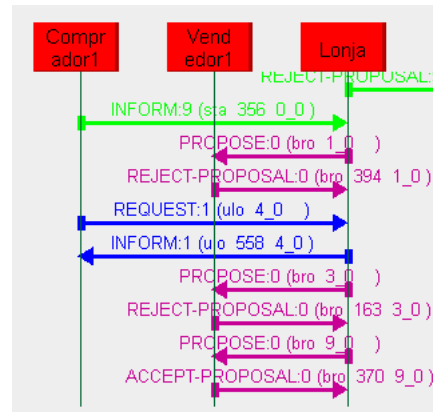 Compr
ador1
Vend
edor1
Lonja
REJECT-PROPOSAL:
INFORM:9 (sta 356 0_0 )
PROPOSE:0 (bro 1_0 )
REJECT-PROPOSAL:0 (bro 394 1_0 )
REQUEST:1 (ulo 4_0 )
INFORM:1 (ulo 558 4_0 )
PROPOSE:0 (bro 3_0 )
REJECT-PROPOSAL:0 (bro 163 3_0 )
PROPOSE:0 (bro 9_0 )
ACCEPT-PROPOSAL:0 (bro 370 9_0 )